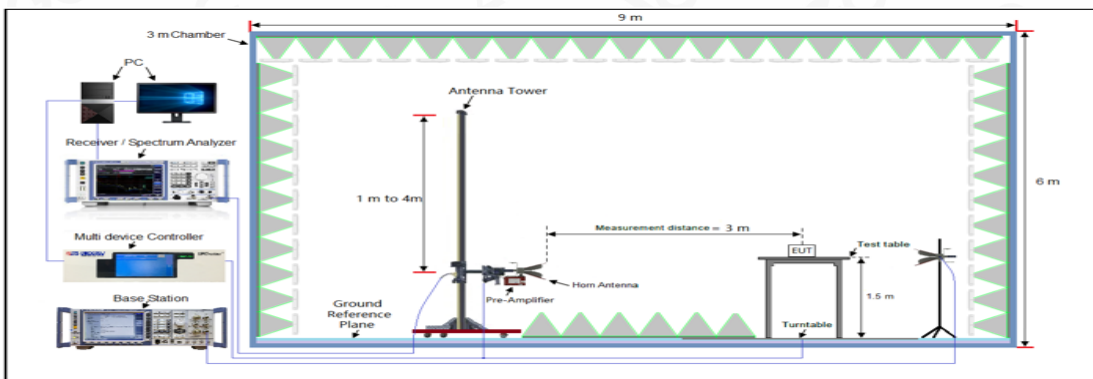 9 m
3 m Chamber
PC
Antenna Tower
Receiver / Spectrum Analyzer
1 m to 4m
6 m
Measurement distance = 3 m
Multi device Controller
EUT
Test table
Horn Antenna
Pre-Amplifier
1.5 m
Base Station
Ground
Reference
Plane
Turntable